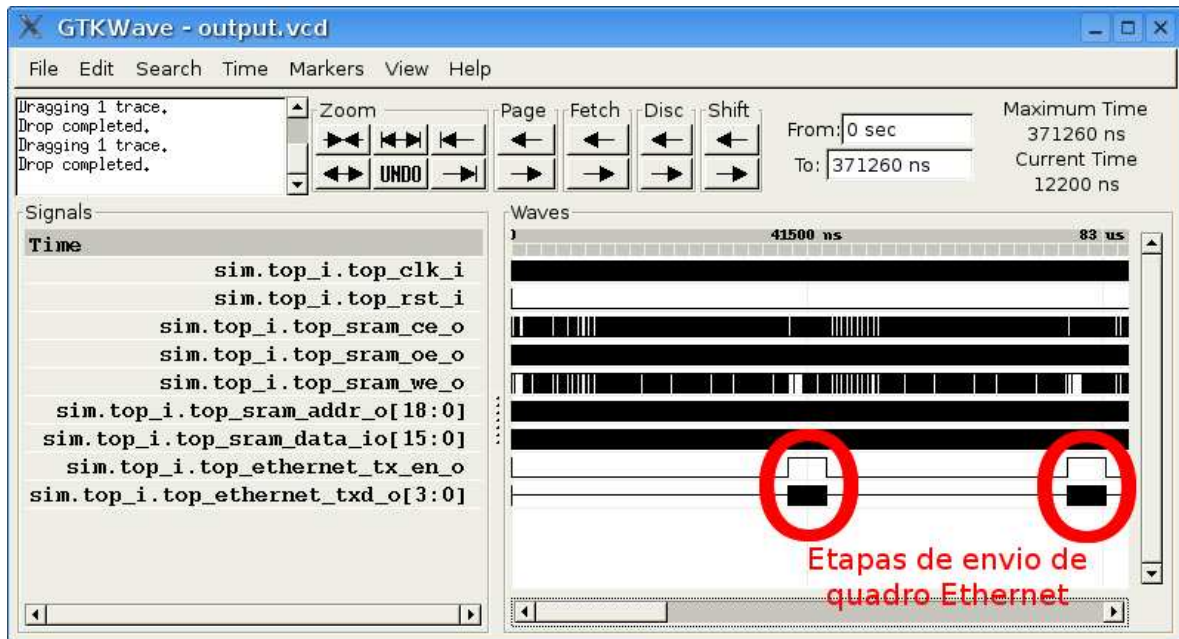 GTKWave - output.vcd
File Edit Search Time Markers View Help
Dragging 1 trace.
Drop completed.
Dragging 1 trace.
Drop completed.
Zoom
UNDO
Page
Fetch
Disc
Shift
From: 0 sec
To: 371260 ns
Maximum Time
371260 ns
Current Time
12200 ns
Signals
Time
sim.top_i.top_clk_i
sim.top_i.top_rst_i
sim.top_i.top_sram_ce_o
sim.top_i.top_sram_oe_o
sim.top_i.top_sram_we_o
sim.top_i.top_sram_addr_o[18:0]
sim.top_i.top_sram_data_io[15:0]
sim.top_i.top_ethernet_tx_en_o
sim.top_i.top_ethernet_txd_o[3:0]
Waves
41500 ns 83 us
Etapas de envio de
quadro Ethernet